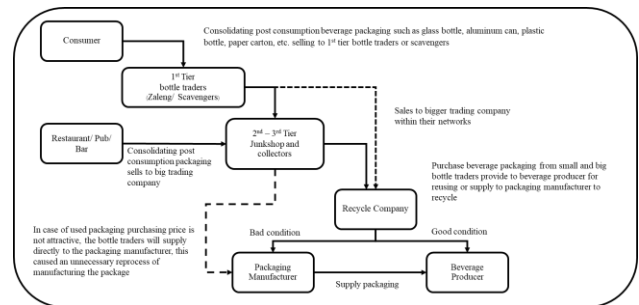 Consumer
Consolidating post consumption beverage packaging such as glass bottle, aluminum can, plastic
bottle, paper carton, etc. selling to 1st tier bottle traders or scavengers
1st Tier
bottle traders
(Zaleng/ Scavengers)
Sales to bigger trading company
within their networks
Restaurant/ Pub/
Bar
Consolidating post
consumption packaging
sells to big trading
company
2nd – 3rd Tier
Junkshop and
collectors
Purchase beverage packaging from small and big
bottle traders provide to beverage producer for
reusing or supply to packaging manufacturer to
recycle
Recycle Company
In case of used packaging purchasing price is
not attractive, the bottle traders will supply
directly to the packaging manufacturer, this
caused an unnecessary reprocess of
manufacturing the package
Bad condition
Good condition
Packaging
Manufacturer
Supply packaging
Beverage
Producer